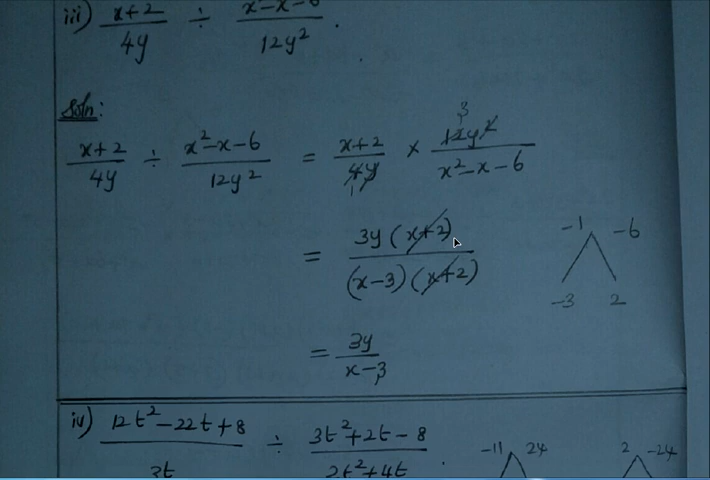 iii) x+2/4y ÷ x²-x-6/12y² .
Soln:
x+2/4y ÷ x²-x-6/12y² = x+2/4y × 12y²/x²-x-6
3
1
= 3y(x+2)/(x-3)(x+2)
-1 -6
-3 2
= 3y/x-3
iv) 12t²-22t+8/3t ÷ 3t²+2t-8/2t²+4t .
-11 24
2 -24